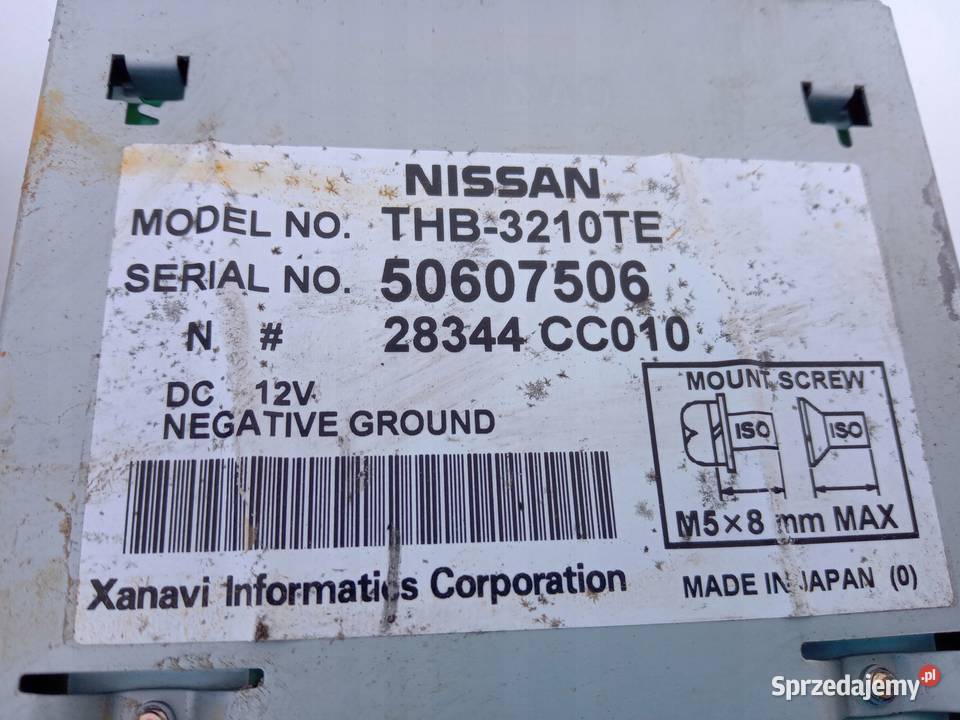 NISSAN
MODEL NO. THB-3210TE
SERIAL NO. 50607506
N # 28344 CC010
DC 12V
NEGATIVE GROUND
MOUNT SCREW
ISO ISO
M5×8 mm MAX
Xanavi Informatics Corporation
MADE IN JAPAN (0)
Sprzedajemy.pl